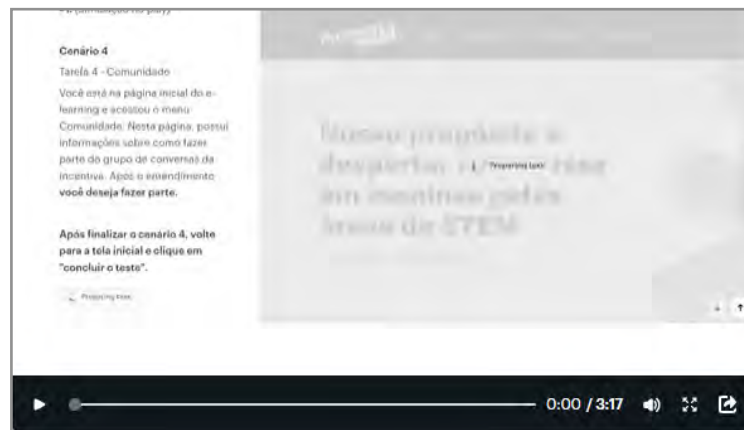 Cenário 4
Tarefa 4 - Comunidade
Você está na página inicial do e-
learning e acessou o menu
Comunidade. Nesta página, possui
informações sobre como fazer
parte do grupo de conversas da
incentiva. Após o entendimento
você deseja fazer parte.
Após finalizar o cenário 4, volte
para a tela inicial e clique em
"concluir o teste".
Preparing task
Nosso propósito é
despertar Preparing task
em meninas pelas
áreas de STEM
0:00 / 3:17